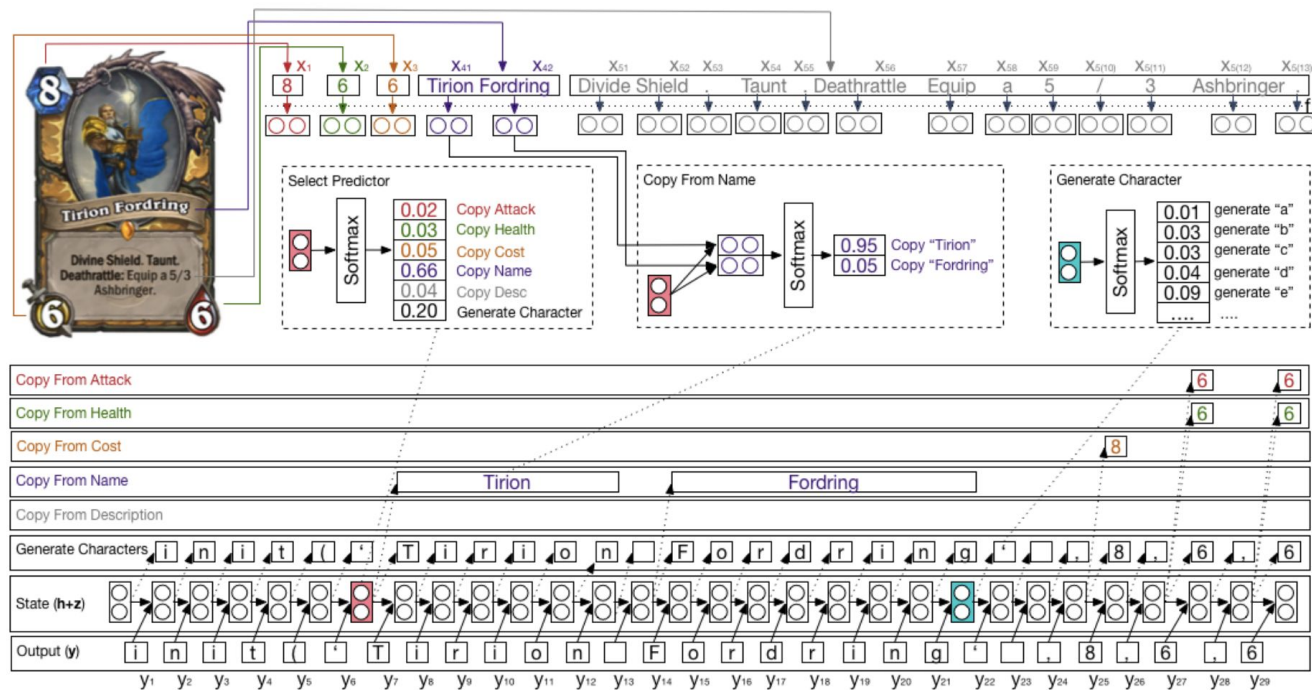 X₁ X₂ X₃ X₄₁ X₄₂ X₅₁ X₅₂ X₅₃ X₅₄ X₅₅ X₅₆ X₅₇ X₅₈ X₅₉ X₅₍₁₀₎ X₅₍₁₁₎ X₅₍₁₂₎ X₅₍₁₃₎
8 6 6 Tirion Fordring Divide Shield . Taunt . Deathrattle Equip a 5 / 3 Ashbringer .
8
Tirion Fordring
Divine Shield. Taunt.
Deathrattle: Equip a 5/3
Ashbringer.
6 6
Select Predictor
Softmax
0.02 Copy Attack
0.03 Copy Health
0.05 Copy Cost
0.66 Copy Name
0.04 Copy Desc
0.20 Generate Character
Copy From Name
Softmax
0.95 Copy “Tirion”
0.05 Copy “Fordring”
Generate Character
Softmax
0.01 generate “a”
0.03 generate “b”
0.03 generate “c”
0.04 generate “d”
0.09 generate “e”
.... ....
Copy From Attack 6 6
Copy From Health 6 6
Copy From Cost 8
Copy From Name Tirion Fordring
Copy From Description
Generate Characters i n i t ( ‘ T i r i o n F o r d r i n g ‘ , 8 , 6 , 6
State (h+z)
Output (y) i n i t ( ‘ T i r i o n F o r d r i n g ‘ , 8 , 6 , 6
y₁ y₂ y₃ y₄ y₅ y₆ y₇ y₈ y₉ y₁₀ y₁₁ y₁₂ y₁₃ y₁₄ y₁₅ y₁₆ y₁₇ y₁₈ y₁₉ y₂₀ y₂₁ y₂₂ y₂₃ y₂₄ y₂₅ y₂₆ y₂₇ y₂₈ y₂₉